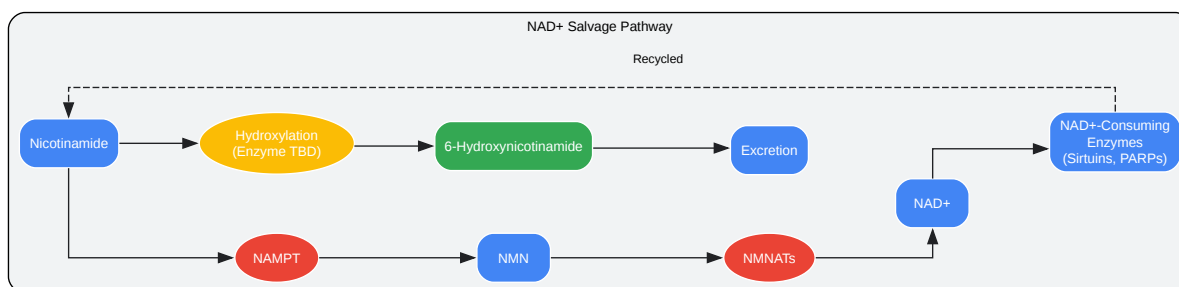 NAD+ Salvage Pathway
Recycled
Nicotinamide
Hydroxylation
(Enzyme TBD)
6-Hydroxynicotinamide
Excretion
NAD+-Consuming
Enzymes
(Sirtuins, PARPs)
NAD+
NAMPT
NMN
NMNATs